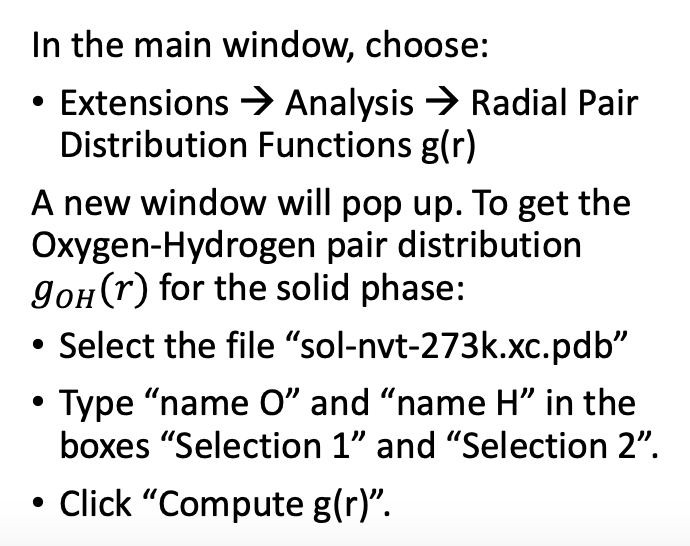 In the main window, choose:
• Extensions → Analysis → Radial Pair
Distribution Functions g(r)
A new window will pop up. To get the
Oxygen-Hydrogen pair distribution
𝑔𝑂𝐻(𝑟) for the solid phase:
• Select the file “sol-nvt-273k.xc.pdb”
• Type “name O” and “name H” in the
boxes “Selection 1” and “Selection 2”.
• Click “Compute g(r)”.